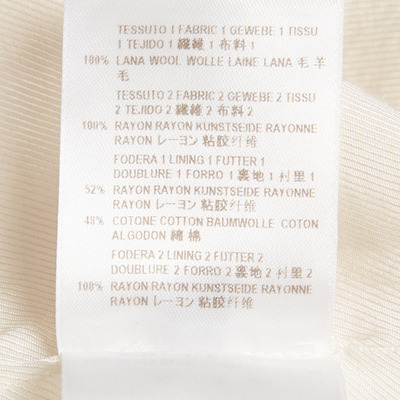 TESSUTO 1 FABRIC 1 GEWEBE 1 TISSU
1 TEJIDO 1 繊維 1 布料 1
100% LANA WOOL WOLLE LAINE LANA 毛 羊
毛
TESSUTO 2 FABRIC 2 GEWEBE 2 TISSU
2 TEJIDO 2 繊維 2 布料 2
100% RAYON RAYON KUNSTSEIDE RAYONNE
RAYON レーヨン 粘胶纤维
FODERA 1 LINING 1 FUTTER 1
DOUBLURE 1 FORRO 1 裏地 1 衬里 1
52% RAYON RAYON KUNSTSEIDE RAYONNE
RAYON レーヨン 粘胶纤维
48% COTONE COTTON BAUMWOLLE COTON
ALGODON 綿 棉
FODERA 2 LINING 2 FUTTER 2
DOUBLURE 2 FORRO 2 裏地 2 衬里 2
100% RAYON RAYON KUNSTSEIDE RAYONNE
RAYON レーヨン 粘胶纤维